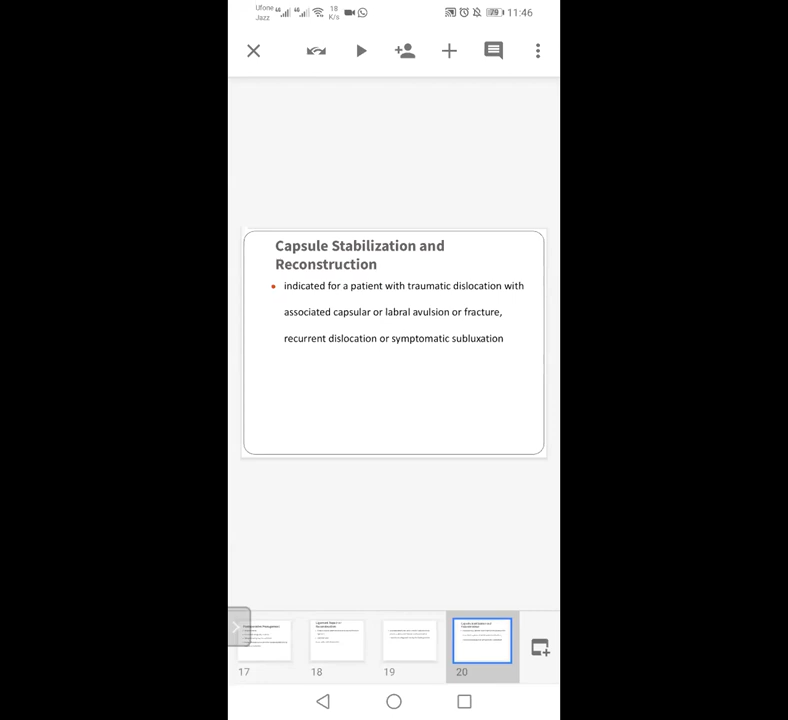 Ufone
Jazz
18
K/s
79
11:46
Capsule Stabilization and
Reconstruction
indicated for a patient with traumatic dislocation with
associated capsular or labral avulsion or fracture,
recurrent dislocation or symptomatic subluxation
17
18
19
20